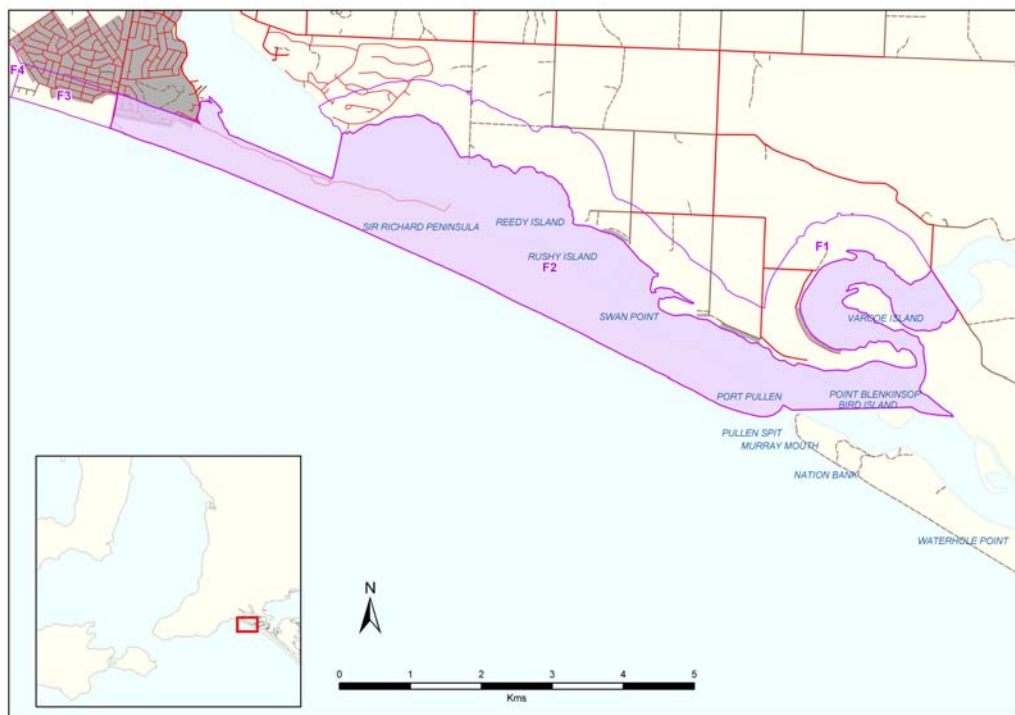 F4
F3
SIR RICHARD PENINSULA
REEDY ISLAND
RUSHY ISLAND
F2
F1
SWAN POINT
VARCOE ISLAND
PORT PULLEN
POINT BLENKINSOP
BIRD ISLAND
PULLEN SPIT
MURRAY MOUTH
NATION BANK
WATERHOLE POINT
N
0 1 2 3 4 5
Kms